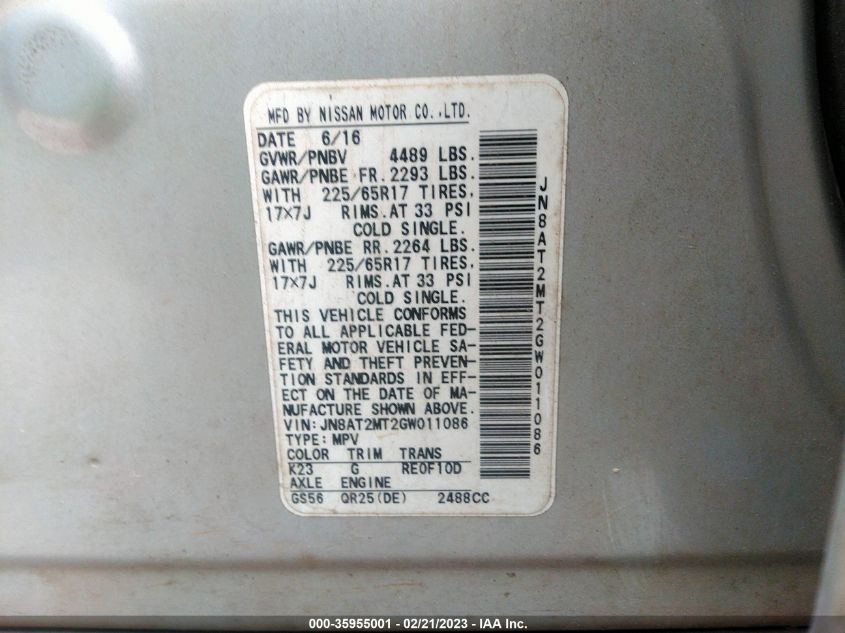 MFD BY NISSAN MOTOR CO.,LTD.
DATE 6/16
GVWR/PNBV 4489 LBS.
GAWR/PNBE FR.2293 LBS.
WITH 225/65R17 TIRES,
17×7J RIMS.AT 33 PSI
COLD SINGLE.
GAWR/PNBE RR.2264 LBS.
WITH 225/65R17 TIRES,
17×7J RIMS.AT 33 PSI
COLD SINGLE.
THIS VEHICLE CONFORMS
TO ALL APPLICABLE FED-
ERAL MOTOR VEHICLE SA-
FETY AND THEFT PREVEN-
TION STANDARDS IN EFF-
ECT ON THE DATE OF MA-
NUFACTURE SHOWN ABOVE.
VIN:JN8AT2MT2GW011086
TYPE:MPV
COLOR TRIM TRANS
K23 G RE0F10D
AXLE ENGINE
GS56 QR25(DE) 2488CC
JN8AT2MT2GW011086
000-35955001 - 02/21/2023 - IAA Inc.